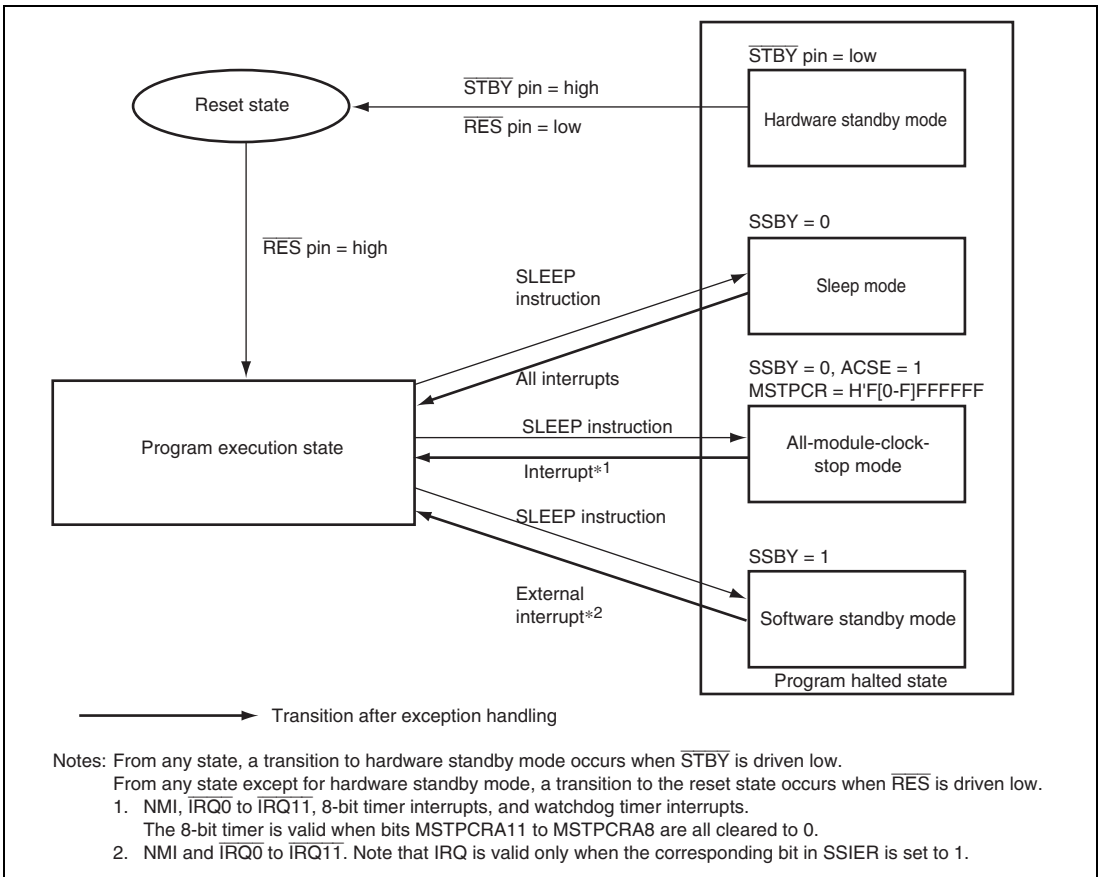 STBY pin = low
Reset state
STBY pin = high
RES pin = low
Hardware standby mode
RES pin = high
SSBY = 0
SLEEP
instruction
Sleep mode
All interrupts
SSBY = 0, ACSE = 1
MSTPCR = H'F[0-F]FFFFFF
Program execution state
SLEEP instruction
All-module-clock-
stop mode
Interrupt*1
SLEEP instruction
SSBY = 1
External
interrupt*2
Software standby mode
Program halted state
Transition after exception handling
Notes: From any state, a transition to hardware standby mode occurs when STBY is driven low.
From any state except for hardware standby mode, a transition to the reset state occurs when RES is driven low.
1. NMI, IRQ0 to IRQ11, 8-bit timer interrupts, and watchdog timer interrupts.
The 8-bit timer is valid when bits MSTPCRA11 to MSTPCRA8 are all cleared to 0.
2. NMI and IRQ0 to IRQ11. Note that IRQ is valid only when the corresponding bit in SSIER is set to 1.